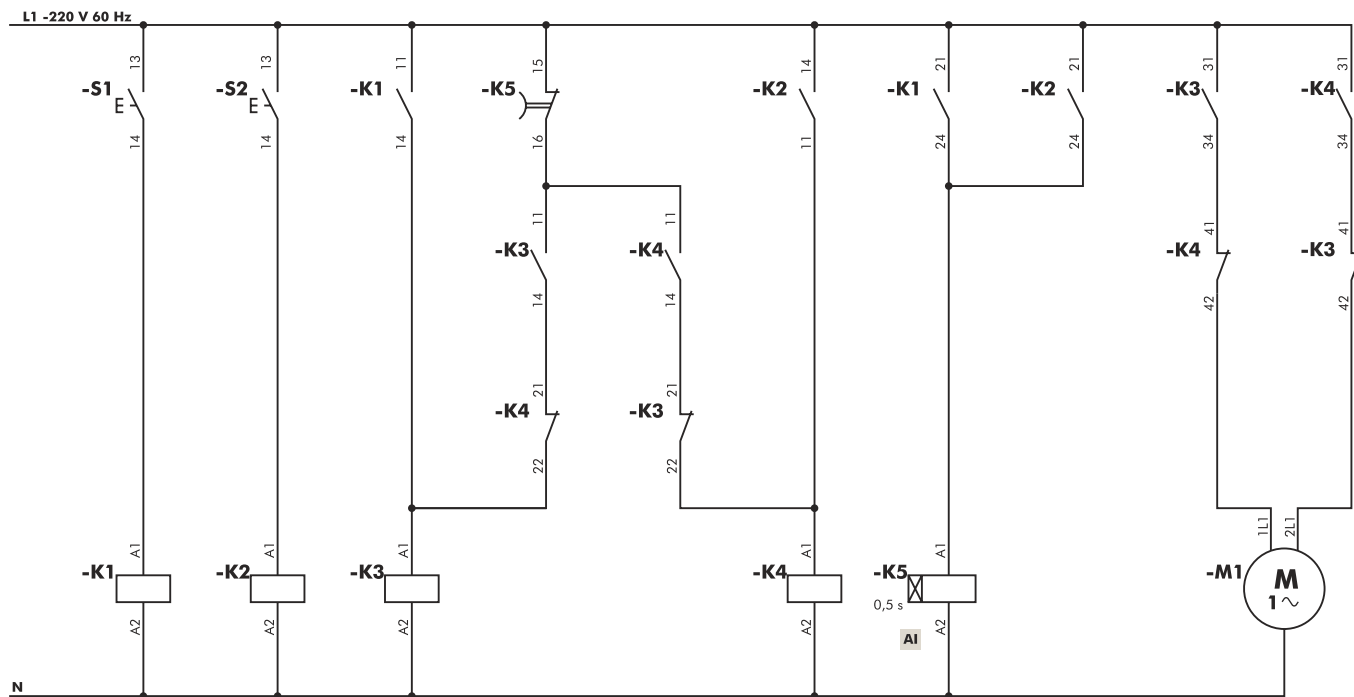 L1 -220 V 60 Hz
13 13 11 15 14 21 21 31 31
-S1 -S2 -K1 -K5 -K2 -K1 -K2 -K3 -K4
E E
14 14 14 16 11 24 24 34 34
11 11 41 41
-K3 -K4 -K4 -K3
14 14 42 42
21 21
-K4 -K3
22 22
1L1 2L1
A1 A1 A1 A1 A1
-K1 -K2 -K3 -K4 -K5 -M1 M
0,5 s 1~
A2 A2 A2 A2 A2
AI
N